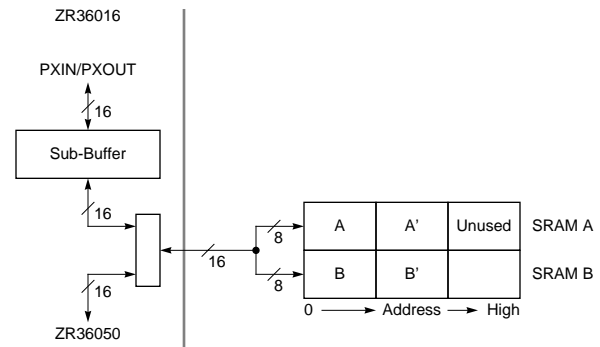 ZR36016
PXIN/PXOUT
16
Sub-Buffer
16
16
8
A A' Unused SRAM A
8
B B' SRAM B
16
0 Address High
ZR36050